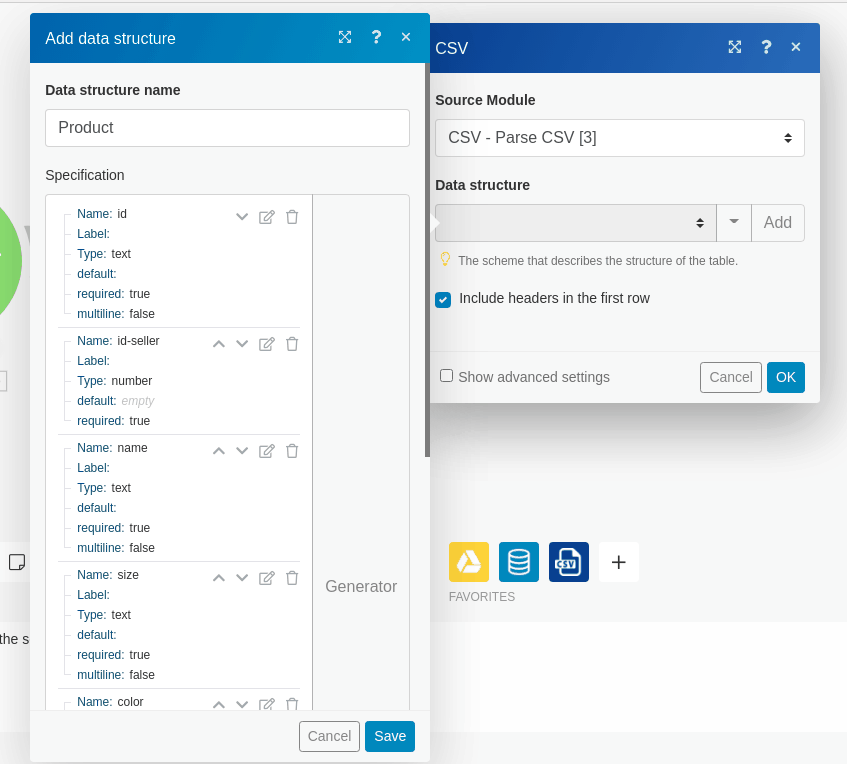 Add data structure
?
Data structure name
Product
Specification
Name: id
Label:
Type: text
default:
required: true
multiline: false
Name: id-seller
Label:
Type: number
default: empty
required: true
Name: name
Label:
Type: text
default:
required: true
multiline: false
Name: size
Label:
Type: text
default:
required: true
multiline: false
Name: color
Generator
Cancel
Save
CSV
?
Source Module
CSV - Parse CSV [3]
Data structure
Add
The scheme that describes the structure of the table.
Include headers in the first row
Show advanced settings
Cancel
OK
CSV
FAVORITES
the s